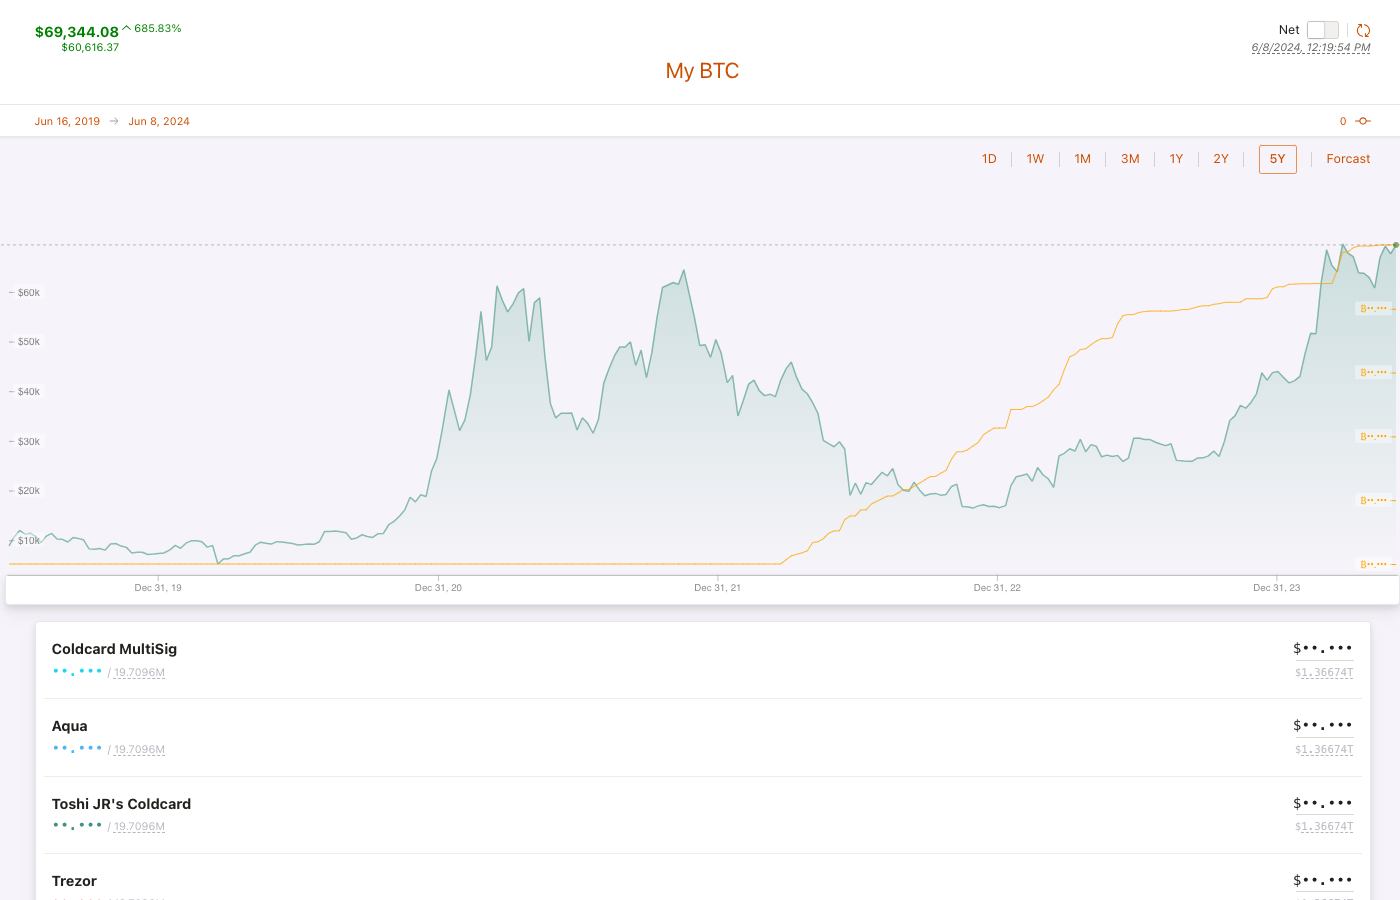 $69,344.08 685.83%
$60,616.37
Net
6/8/2024, 12:19:54 PM
My BTC
Jun 16, 2019 → Jun 8, 2024
0
1D 1W 1M 3M 1Y 2Y 5Y Forcast
$60k
$50k
$40k
$30k
$20k
$10k
B••.•••
B••.•••
B••.•••
B••.•••
B••.•••
Dec 31, 19 Dec 31, 20 Dec 31, 21 Dec 31, 22 Dec 31, 23
Coldcard MultiSig $••.•••
••.••• / 19.7096M $1.36674T
Aqua $••.•••
••.••• / 19.7096M $1.36674T
Toshi JR's Coldcard $••.•••
••.••• / 19.7096M $1.36674T
Trezor $••.•••